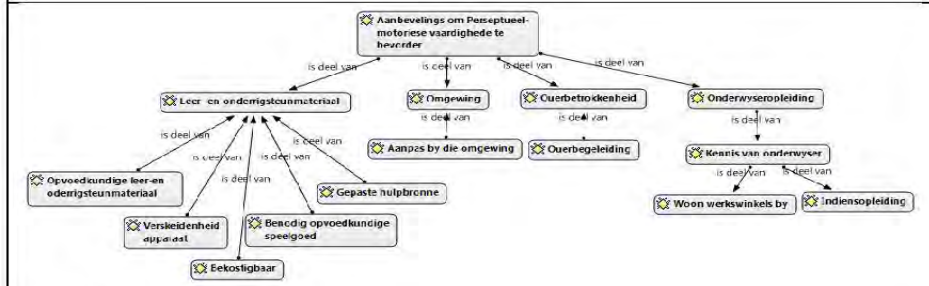 Aanbevelings om Perseptueel-
motoriese vaardighede te
bevorder
is deel van
is deel van
is deel van
is deel van
Leer- en onderrigsteunmateriaal
Omgewing
Ouerbetrokkenheid
Onderwyseropleiding
is deel van
is deel van
is deel van
is deel van
is deel van
is deel van
is deel van
is deel van
Aanpas by die omgewing
Ouerbegeleiding
Kennis van onderwyser
is deel van
is deel van
Opvoedkundige leer-en
oderrigsteunmateriaal
Gepaste hulpbronne
Woon werkswinkels by
Indiensopleiding
Verskeidenheid
apparaat
Benodig opvoedkundige
speelgoed
Bekostigbaar